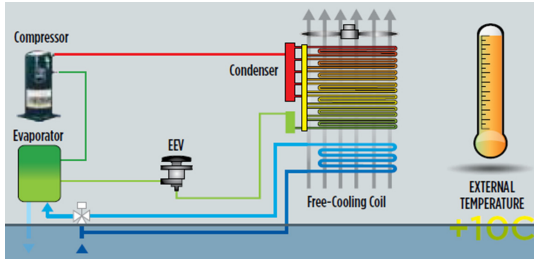 Compressor
Condenser
Evaporator
EEV
Free-Cooling Coil
EXTERNAL
TEMPERATURE
+10C